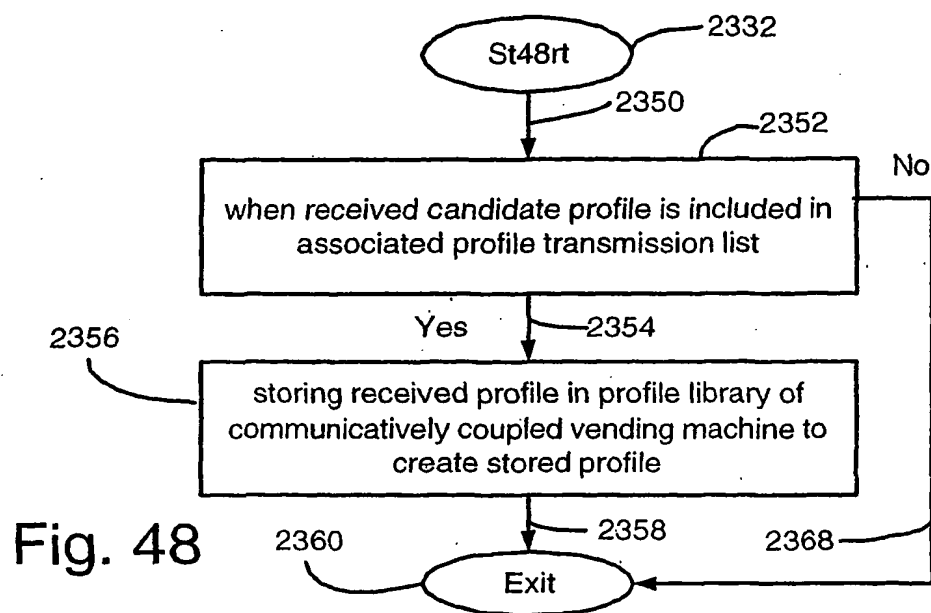 St48rt
2332
2350
2352
No
when received candidate profile is included in
associated profile transmission list
Yes
2354
2356
storing received profile in profile library of
communicatively coupled vending machine to
create stored profile
2358
2368
Fig. 48
2360
Exit